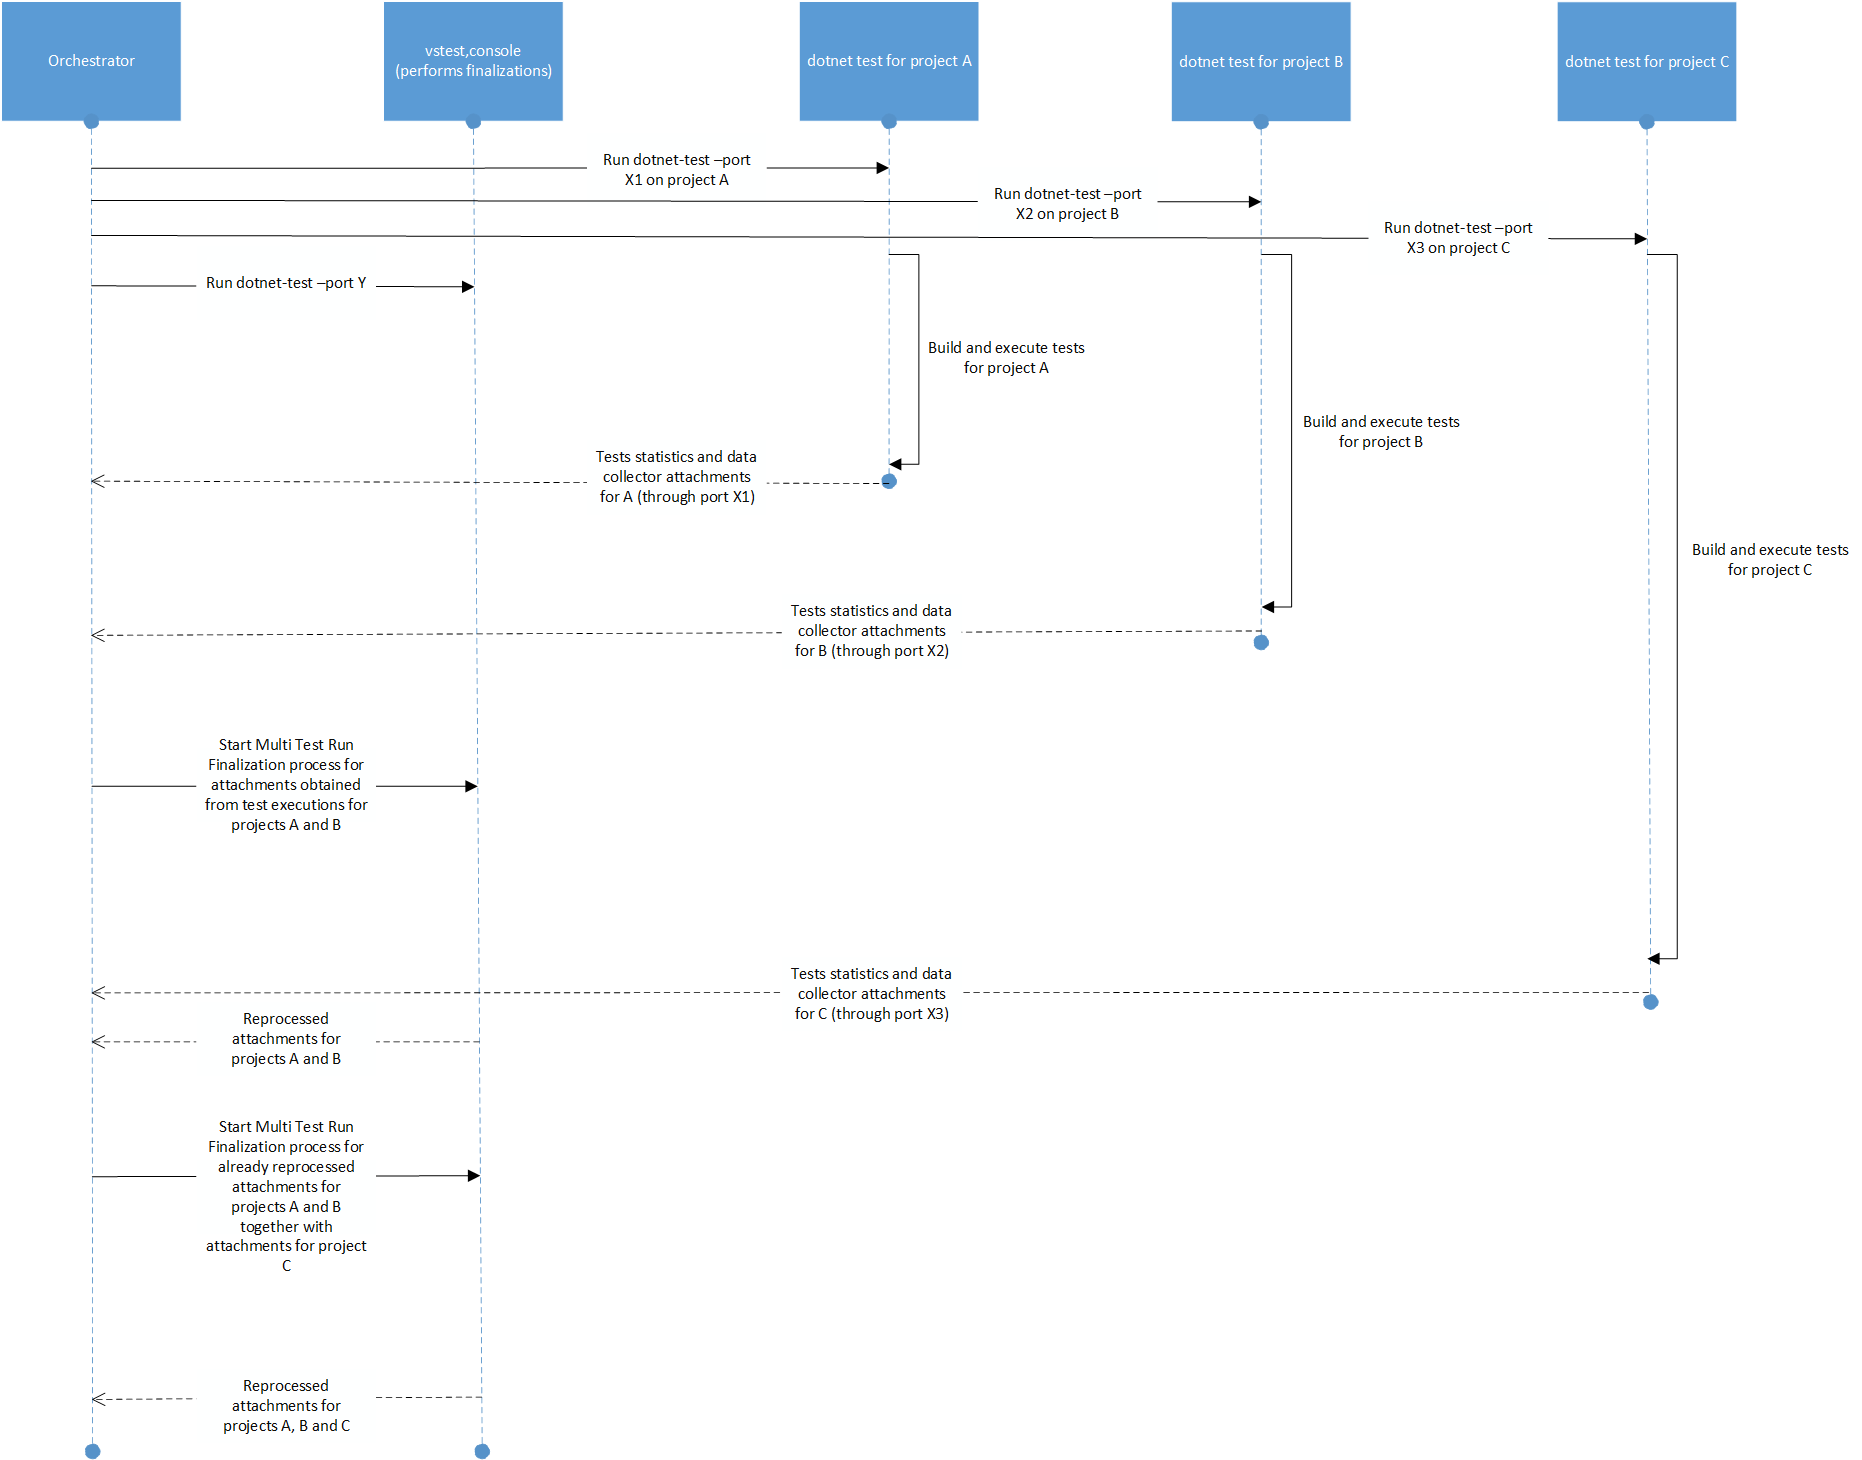 Orchestrator
vstest,console
(performs finalizations)
dotnet test for project A
dotnet test for project B
dotnet test for project C
Run dotnet-test –port
X1 on project A
Run dotnet-test –port
X2 on project B
Run dotnet-test –port
X3 on project C
Run dotnet-test –port Y
Build and execute tests
for project A
Build and execute tests
for project B
Tests statistics and data
collector attachments
for A (through port X1)
Build and execute tests
for project C
Tests statistics and data
collector attachments
for B (through port X2)
Start Multi Test Run
Finalization process for
attachments obtained
from test executions for
projects A and B
Tests statistics and data
collector attachments
for C (through port X3)
Reprocessed
attachments for
projects A and B
Start Multi Test Run
Finalization process for
already reprocessed
attachments for
projects A and B
together with
attachments for project
C
Reprocessed
attachments for
projects A, B and C